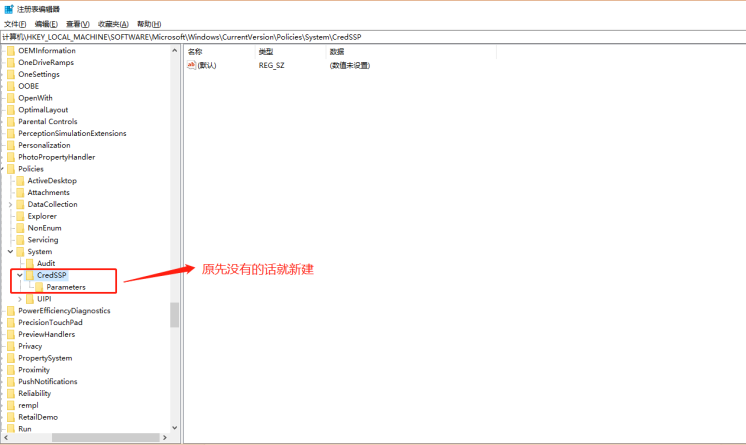 注册表编辑器
文件(F) 编辑(E) 查看(V) 收藏夹(A) 帮助(H)
计算机\HKEY_LOCAL_MACHINE\SOFTWARE\Microsoft\Windows\CurrentVersion\Policies\System\CredSSP
OEMInformation
OneDriveRamps
OneSettings
OOBE
OpenWith
OptimalLayout
Parental Controls
PerceptionSimulationExtensions
Personalization
PhotoPropertyHandler
Policies
ActiveDesktop
Attachments
DataCollection
Explorer
NonEnum
Servicing
System
Audit
CredSSP
Parameters
UIPI
PowerEfficiencyDiagnostics
PrecisionTouchPad
PreviewHandlers
Privacy
PropertySystem
Proximity
PushNotifications
Reliability
rempl
RetailDemo
Run
名称 类型 数据
ab (默认) REG_SZ (数值未设置)
原先没有的话就新建